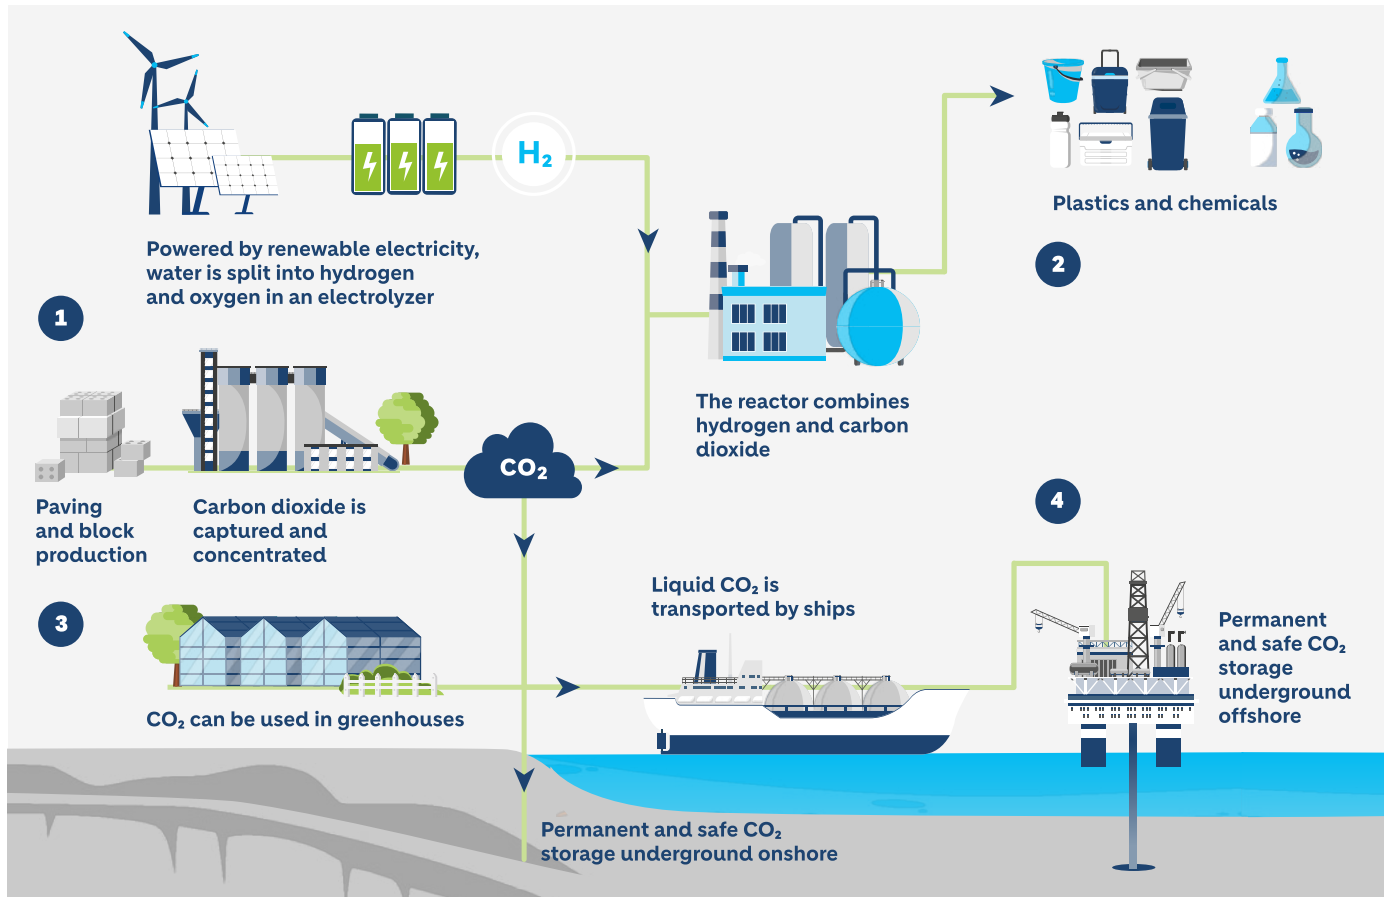 H₂
Powered by renewable electricity,
water is split into hydrogen
and oxygen in an electrolyzer
Plastics and chemicals
2
1
The reactor combines
hydrogen and carbon
dioxide
CO₂
Paving
and block
production
Carbon dioxide is
captured and
concentrated
4
3
Liquid CO₂ is
transported by ships
Permanent
and safe CO₂
storage
underground
offshore
CO₂ can be used in greenhouses
Permanent and safe CO₂
storage underground onshore